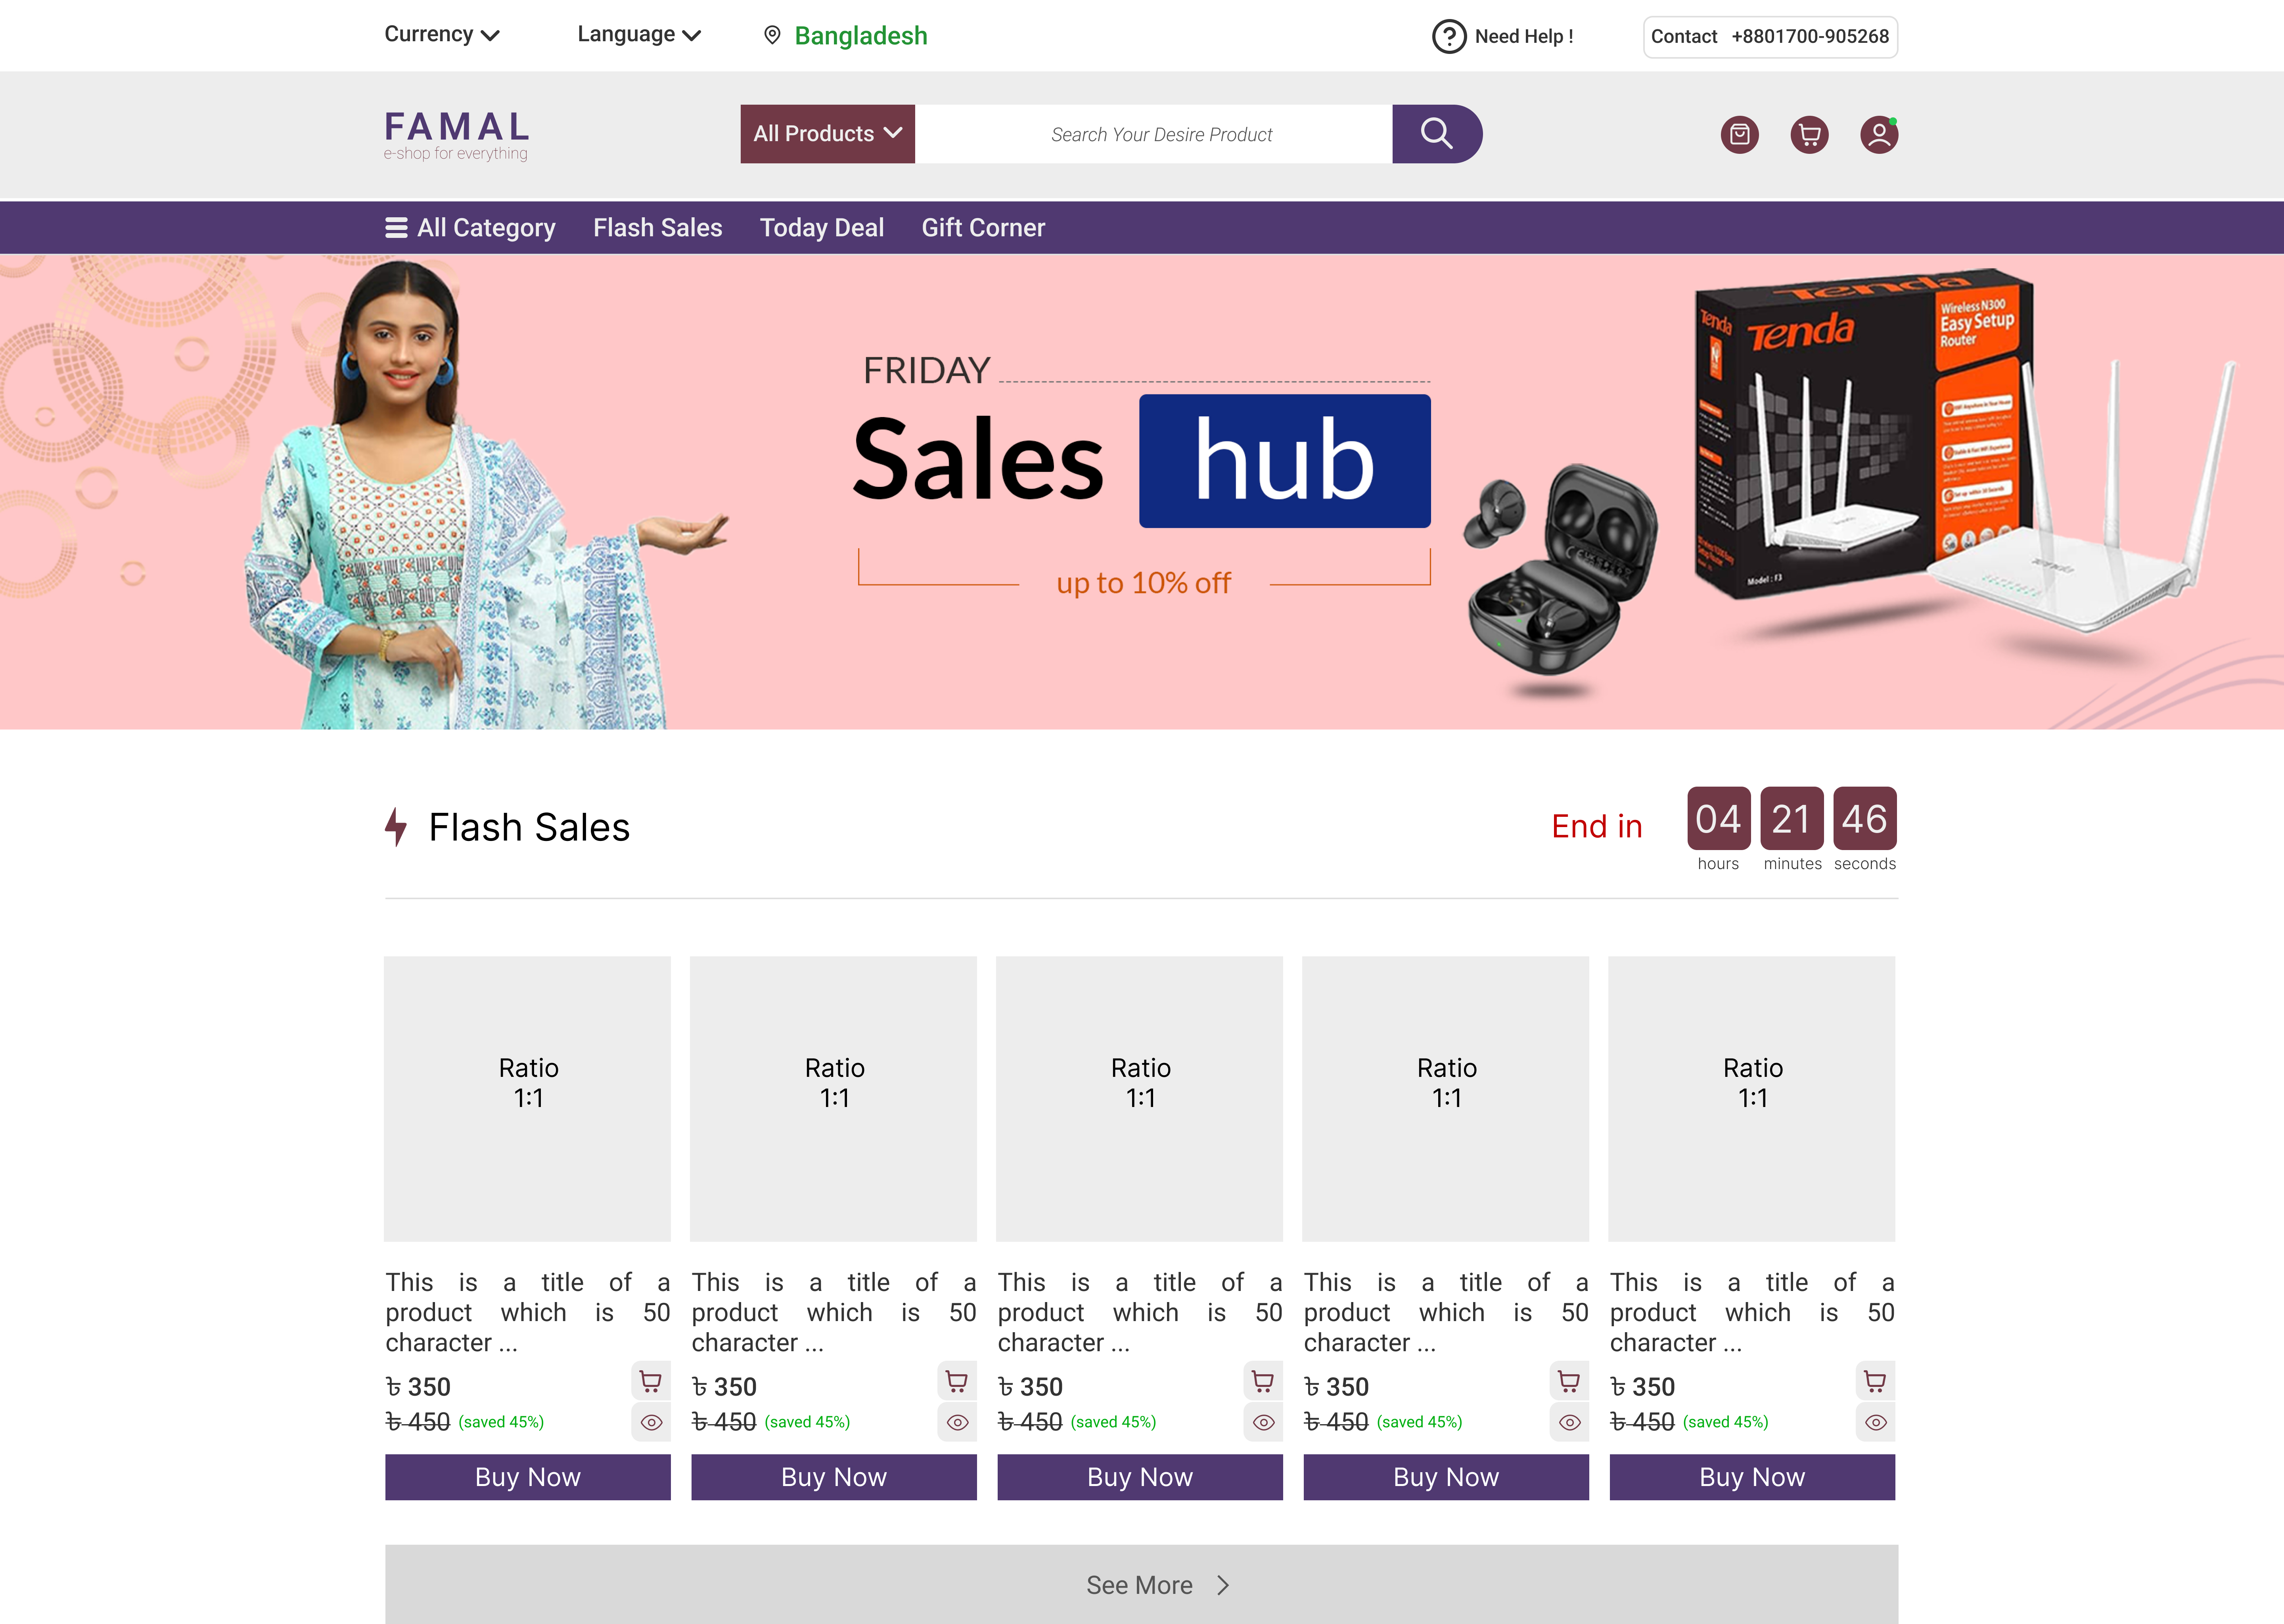 Currency
Language
Bangladesh
Need Help !
Contact +8801700-905268
FAMAL
e-shop for everything
All Products
Search Your Desire Product
All Category
Flash Sales
Today Deal
Gift Corner
FRIDAY
Sales hub
up to 10% off
Tenda
Tenda
Tenda
Wireless N300
Easy Setup
Router
Model : F3
Flash Sales
End in
04 21 46
hours minutes seconds
Ratio
1:1
Ratio
1:1
Ratio
1:1
Ratio
1:1
Ratio
1:1
This is a title of a
product which is 50
character ...
৳ 350
৳ 450 (saved 45%)
Buy Now
This is a title of a
product which is 50
character ...
৳ 350
৳ 450 (saved 45%)
Buy Now
This is a title of a
product which is 50
character ...
৳ 350
৳ 450 (saved 45%)
Buy Now
This is a title of a
product which is 50
character ...
৳ 350
৳ 450 (saved 45%)
Buy Now
This is a title of a
product which is 50
character ...
৳ 350
৳ 450 (saved 45%)
Buy Now
See More